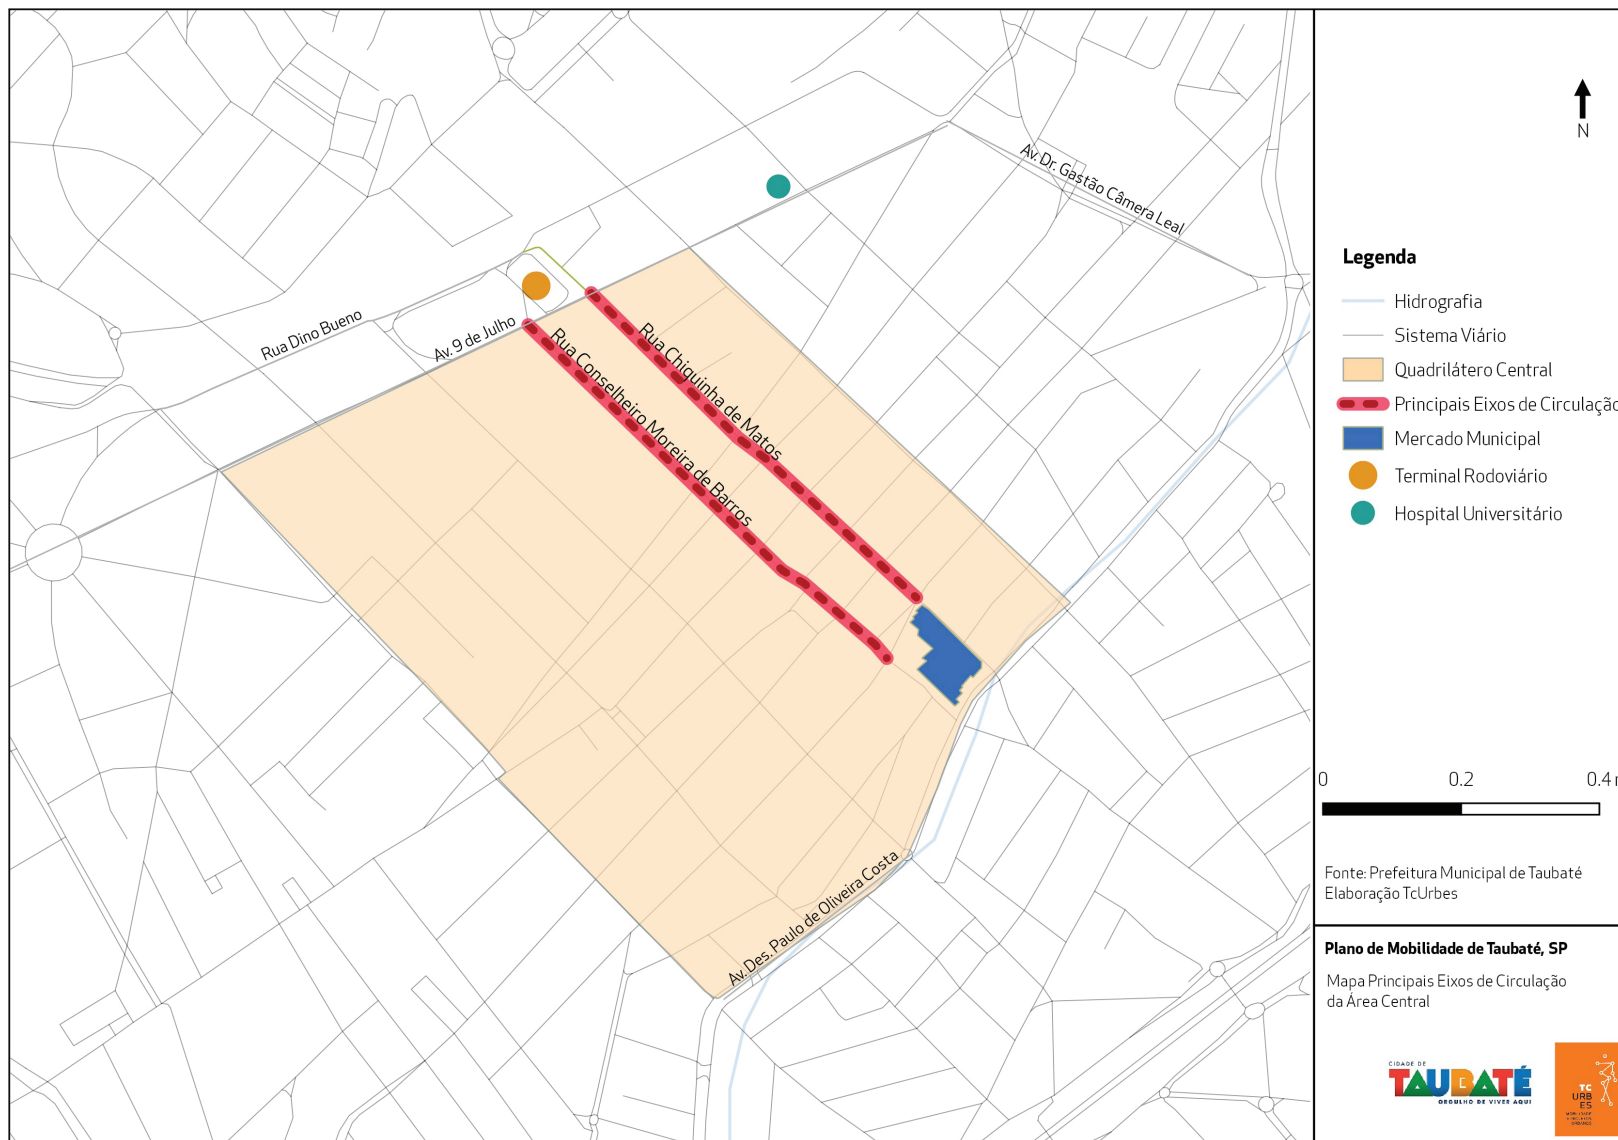 Av. Dr. Gastão Câmera Leal
Rua Dino Bueno
Av. 9 de Julho
Rua Chiquinha de Matos
Rua Conselheiro Moreira de Barros
Av. Des. Paulo de Oliveira Costa
N
Legenda
Hidrografia
Sistema Viário
Quadrilátero Central
Principais Eixos de Circulação
Mercado Municipal
Terminal Rodoviário
Hospital Universitário
0 0.2 0.4
Fonte: Prefeitura Municipal de Taubaté
Elaboração TcUrbes
Plano de Mobilidade de Taubaté, SP
Mapa Principais Eixos de Circulação
da Área Central
CIDADE DE
TAUBATÉ
ORGULHO DE VIVER AQUI
TC
URB
ES